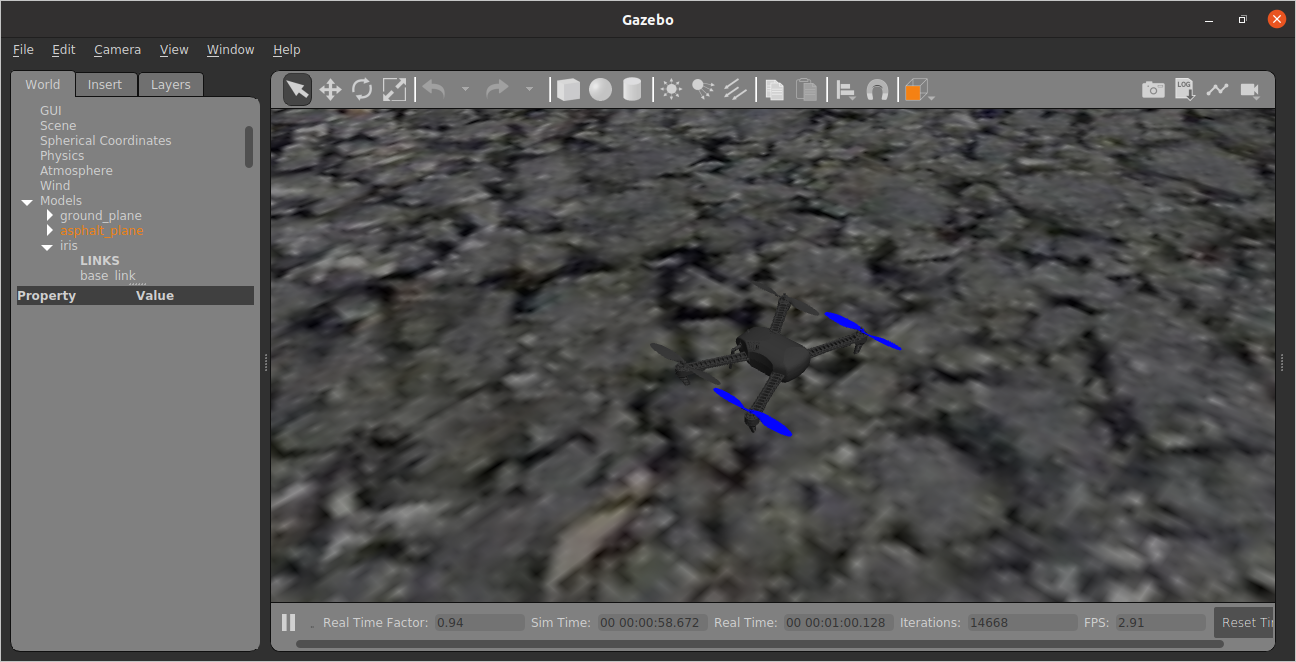 Gazebo
File Edit Camera View Window Help
World Insert Layers
LOG
GUI
Scene
Spherical Coordinates
Physics
Atmosphere
Wind
Models
ground_plane
asphalt_plane
iris
LINKS
base_link
Property Value
Real Time Factor: 0.94 Sim Time: 00 00:00:58.672 Real Time: 00 00:01:00.128 Iterations: 14668 FPS: 2.91 Reset Ti